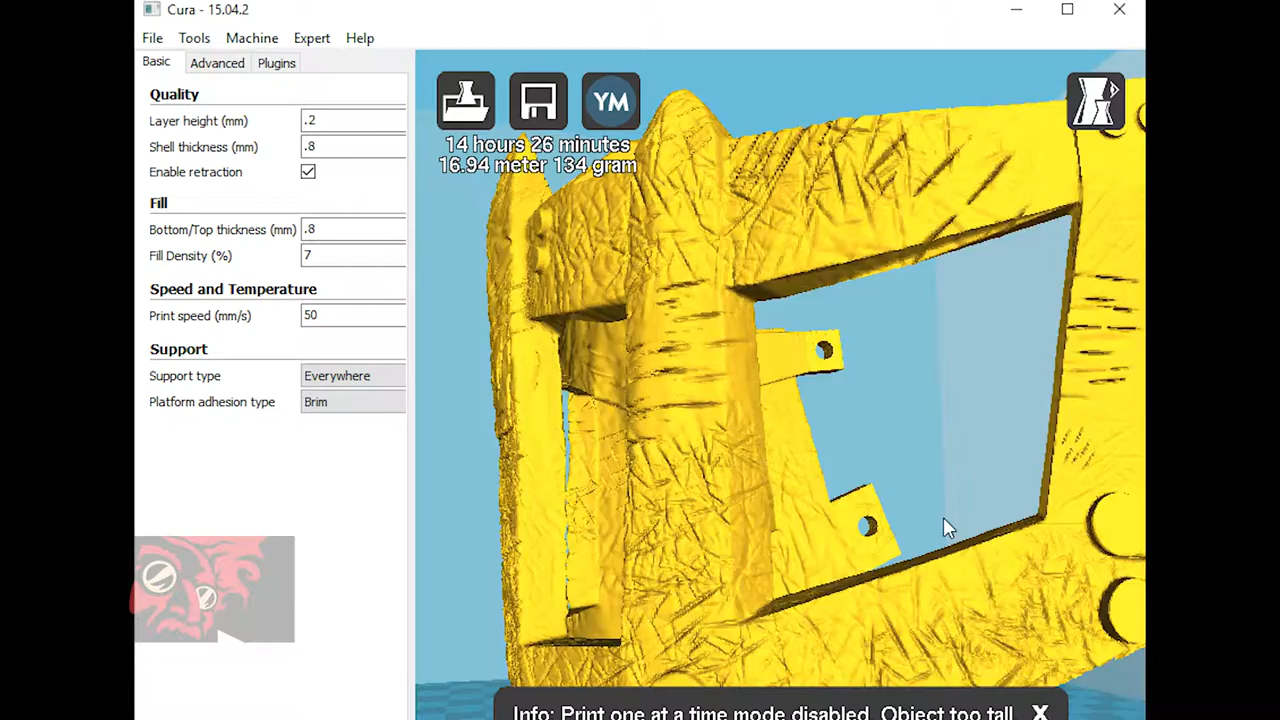 Cura - 15.04.2
File Tools Machine Expert Help
Basic Advanced Plugins
Quality
Layer height (mm) .2
Shell thickness (mm) .8
Enable retraction
Fill
Bottom/Top thickness (mm) .8
Fill Density (%) 7
Speed and Temperature
Print speed (mm/s) 50
Support
Support type Everywhere
Platform adhesion type Brim
YM
14 hours 26 minutes
16.94 meter 134 gram
Info: Print one at a time mode disabled. Object too tall. X